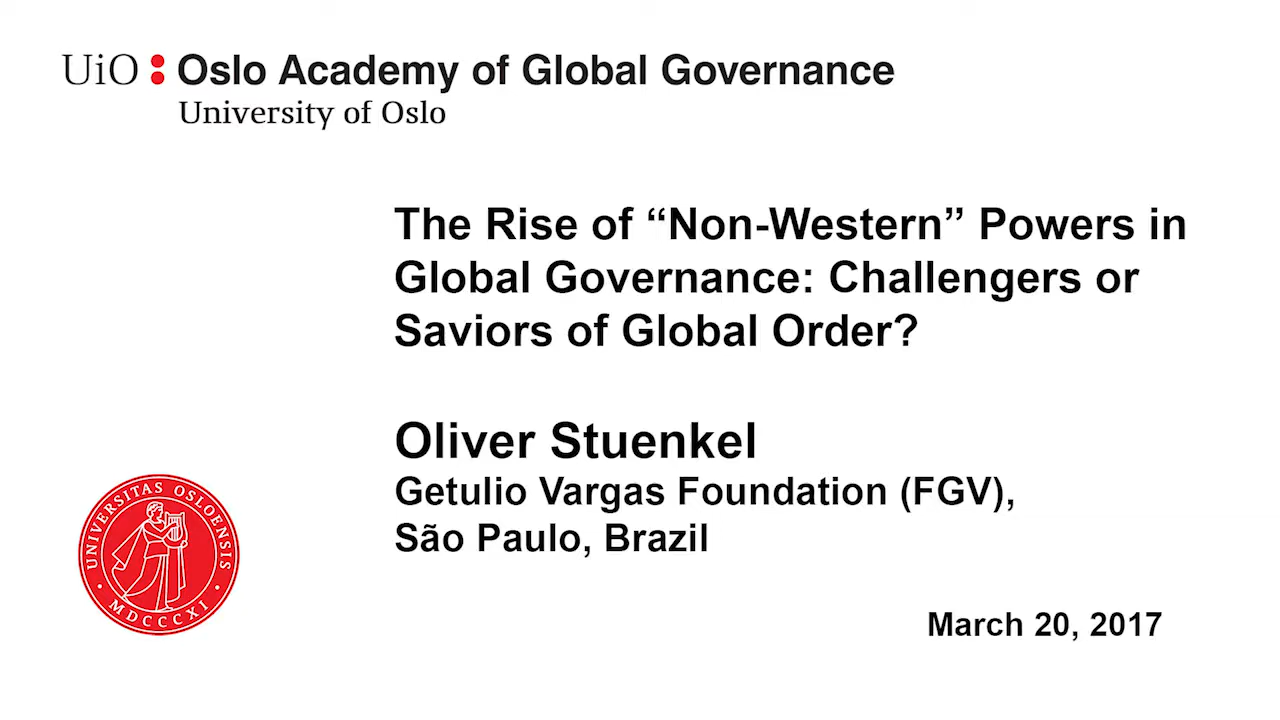 UiO : Oslo Academy of Global Governance
University of Oslo
The Rise of “Non-Western” Powers in
Global Governance: Challengers or
Saviors of Global Order?
Oliver Stuenkel
Getulio Vargas Foundation (FGV),
São Paulo, Brazil
UNIVERSITAS OSLOENSIS
MDCCCXI
March 20, 2017